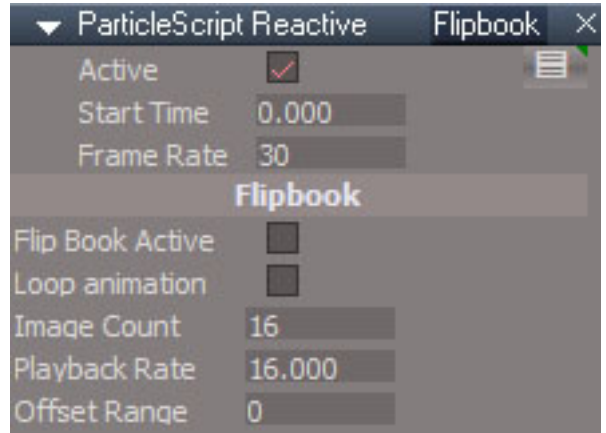 ParticleScript Reactive Flipbook
Active
Start Time 0.000
Frame Rate 30
Flipbook
Flip Book Active
Loop animation
Image Count 16
Playback Rate 16.000
Offset Range 0